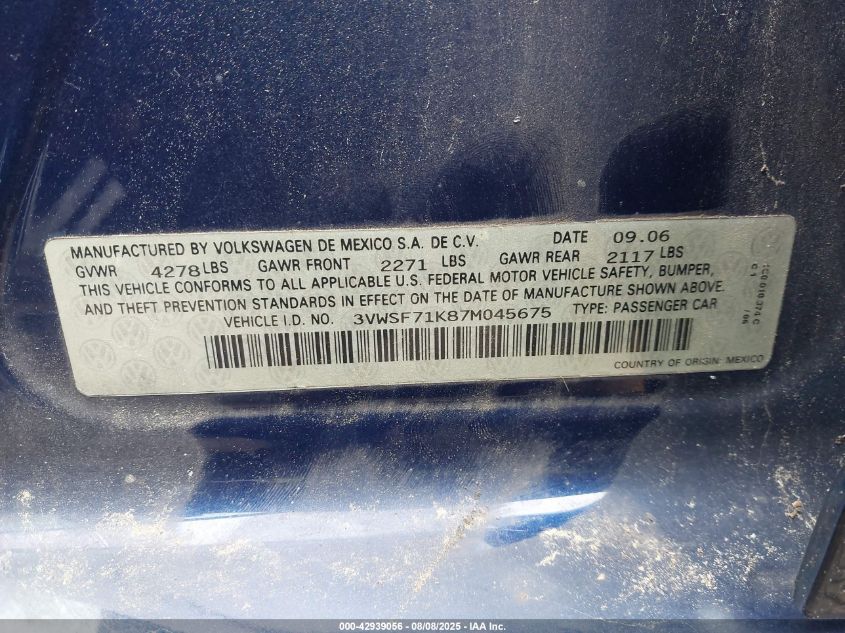 MANUFACTURED BY VOLKSWAGEN DE MEXICO S.A. DE C.V. DATE 09.06
GVWR 4278 LBS GAWR FRONT 2271 LBS GAWR REAR 2117 LBS
THIS VEHICLE CONFORMS TO ALL APPLICABLE U.S. FEDERAL MOTOR VEHICLE SAFETY, BUMPER,
AND THEFT PREVENTION STANDARDS IN EFFECT ON THE DATE OF MANUFACTURE SHOWN ABOVE.
VEHICLE I.D. NO. 3VWSF71K87M045675 TYPE: PASSENGER CAR
COUNTRY OF ORIGIN: MEXICO
000-42939056 - 08/08/2025 - IAA Inc.